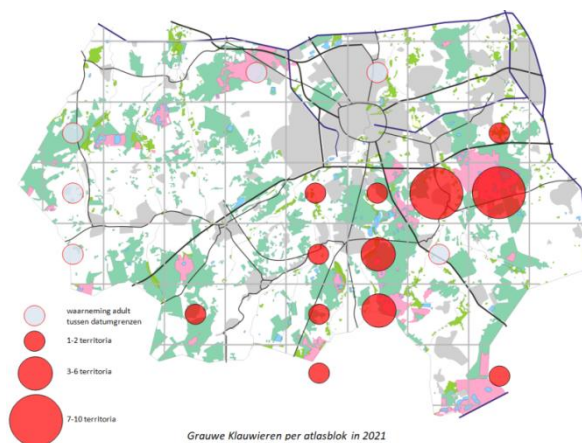 waarneming adult
tussen datumgrenzen
1-2 territoria
3-6 territoria
7-10 territoria
Grauwe Klauwieren per atlasblok in 2021